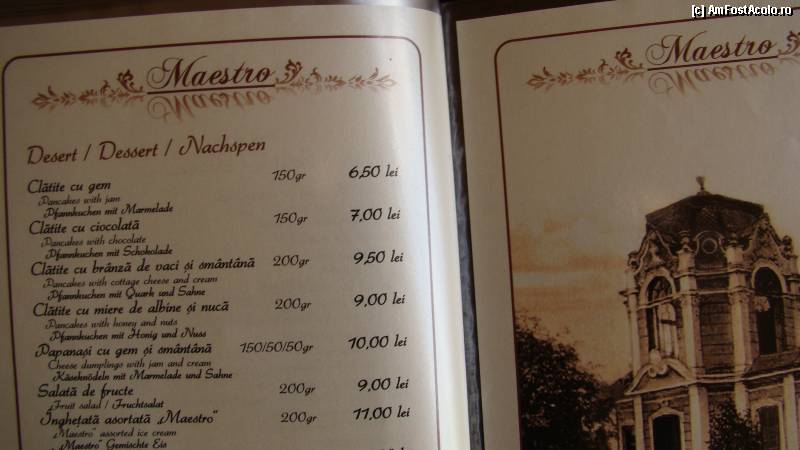 [c] AmFostAcolo.ro
Maestro
Desert / Dessert / Nachspen
Clătite cu gem 150gr 6,50 lei
Pancakes with jam
Pfannkuchen mit Marmelade
Clătite cu ciocolată 150gr 7,00 lei
Pancakes with chocolate
Pfannkuchen mit Schokolade
Clătite cu brânză de vaci și smântână 200gr 9,50 lei
Pancakes with cottage cheese and cream
Pfannkuchen mit Quark und Sahne
Clătite cu miere de albine și nucă 200gr 9,00 lei
Pancakes with honey and nuts
Pfannkuchen mit Honig und Nuss
Papanași cu gem și smântână 150/50/50gr 10,00 lei
Cheese dumplings with jam and cream
Käseknödeln mit Marmelade und Sahne
Salată de fructe 200gr 9,00 lei
Fruit salad / Fruchtsalat
Înghețată asortată „Maestro" 200gr 11,00 lei
„Maestro" assorted ice cream
„Maestro" Gemischte Eis
lei
Maestro